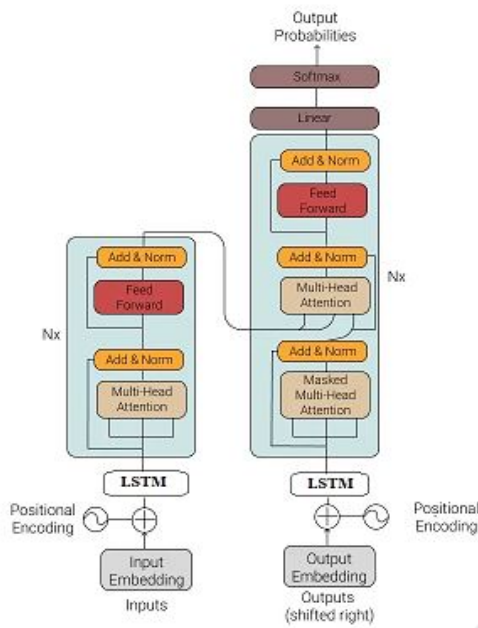 Output
Probabilities
Softmax
Linear
Add & Norm
Feed
Forward
Add & Norm
Multi-Head
Attention
Add & Norm
Masked
Multi-Head
Attention
Nx
LSTM
Positional
Encoding
Output
Embedding
Outputs
(shifted right)
Add & Norm
Feed
Forward
Nx
Add & Norm
Multi-Head
Attention
LSTM
Positional
Encoding
Input
Embedding
Inputs